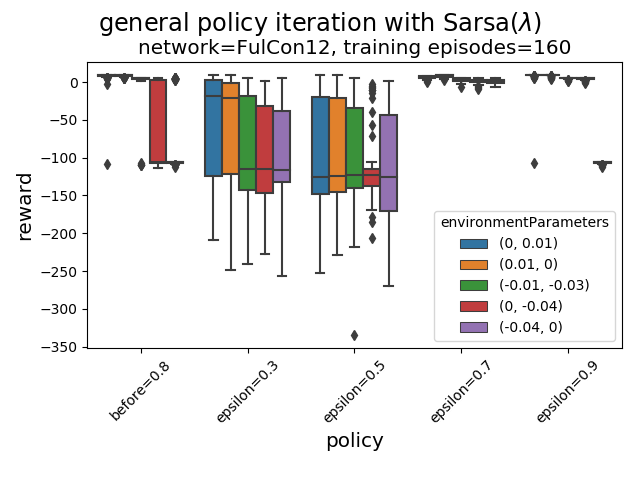 general policy iteration with Sarsa(λ)
network=FulCon12, training episodes=160
reward
0
−50
−100
−150
−200
−250
−300
−350
environmentParameters
(0, 0.01)
(0.01, 0)
(-0.01, -0.03)
(0, -0.04)
(-0.04, 0)
before=0.8
epsilon=0.3
epsilon=0.5
epsilon=0.7
epsilon=0.9
policy